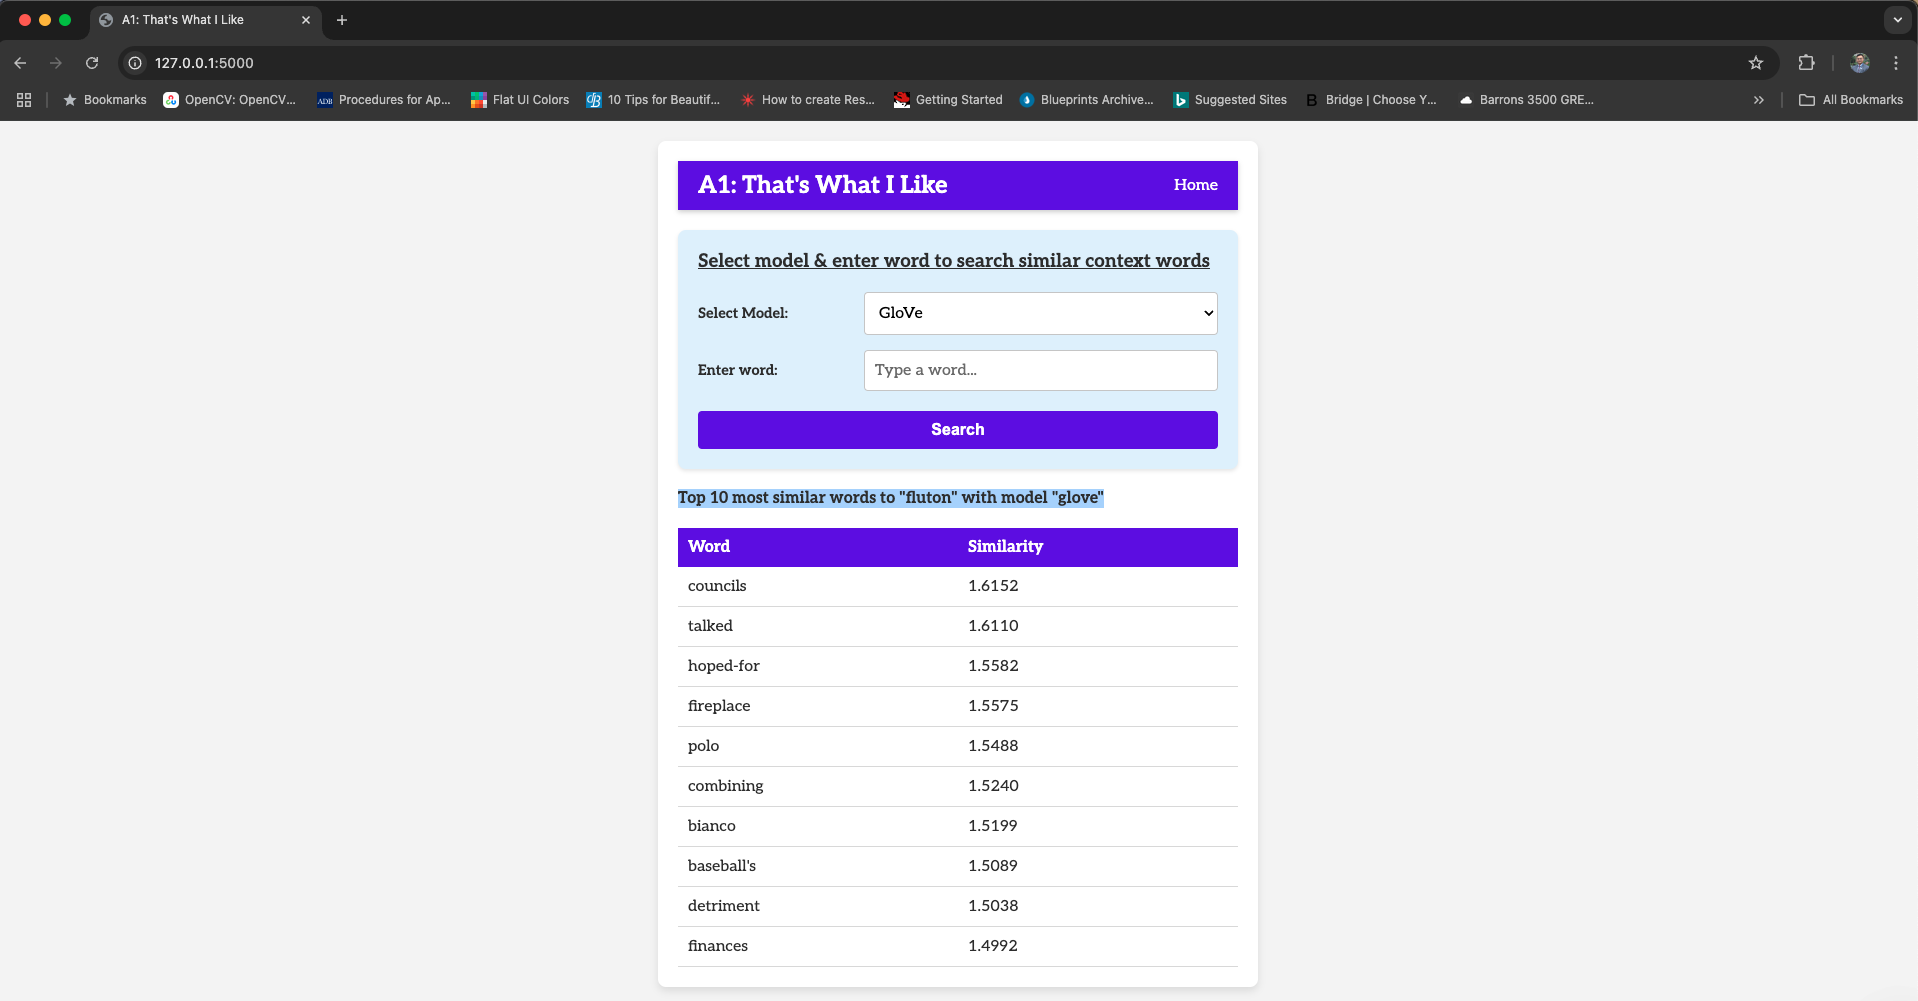 A1: That's What I Like
127.0.0.1:5000
Bookmarks
OpenCV: OpenCV...
ADB
Procedures for Ap...
Flat UI Colors
10 Tips for Beautif...
How to create Res...
Getting Started
Blueprints Archive...
Suggested Sites
B
Bridge | Choose Y...
Barrons 3500 GRE...
All Bookmarks
A1: That's What I Like
Home
Select model & enter word to search similar context words
Select Model:
GloVe
Enter word:
Type a word...
Search
Top 10 most similar words to "fluton" with model "glove"
Word Similarity
councils 1.6152
talked 1.6110
hoped-for 1.5582
fireplace 1.5575
polo 1.5488
combining 1.5240
bianco 1.5199
baseball's 1.5089
detriment 1.5038
finances 1.4992